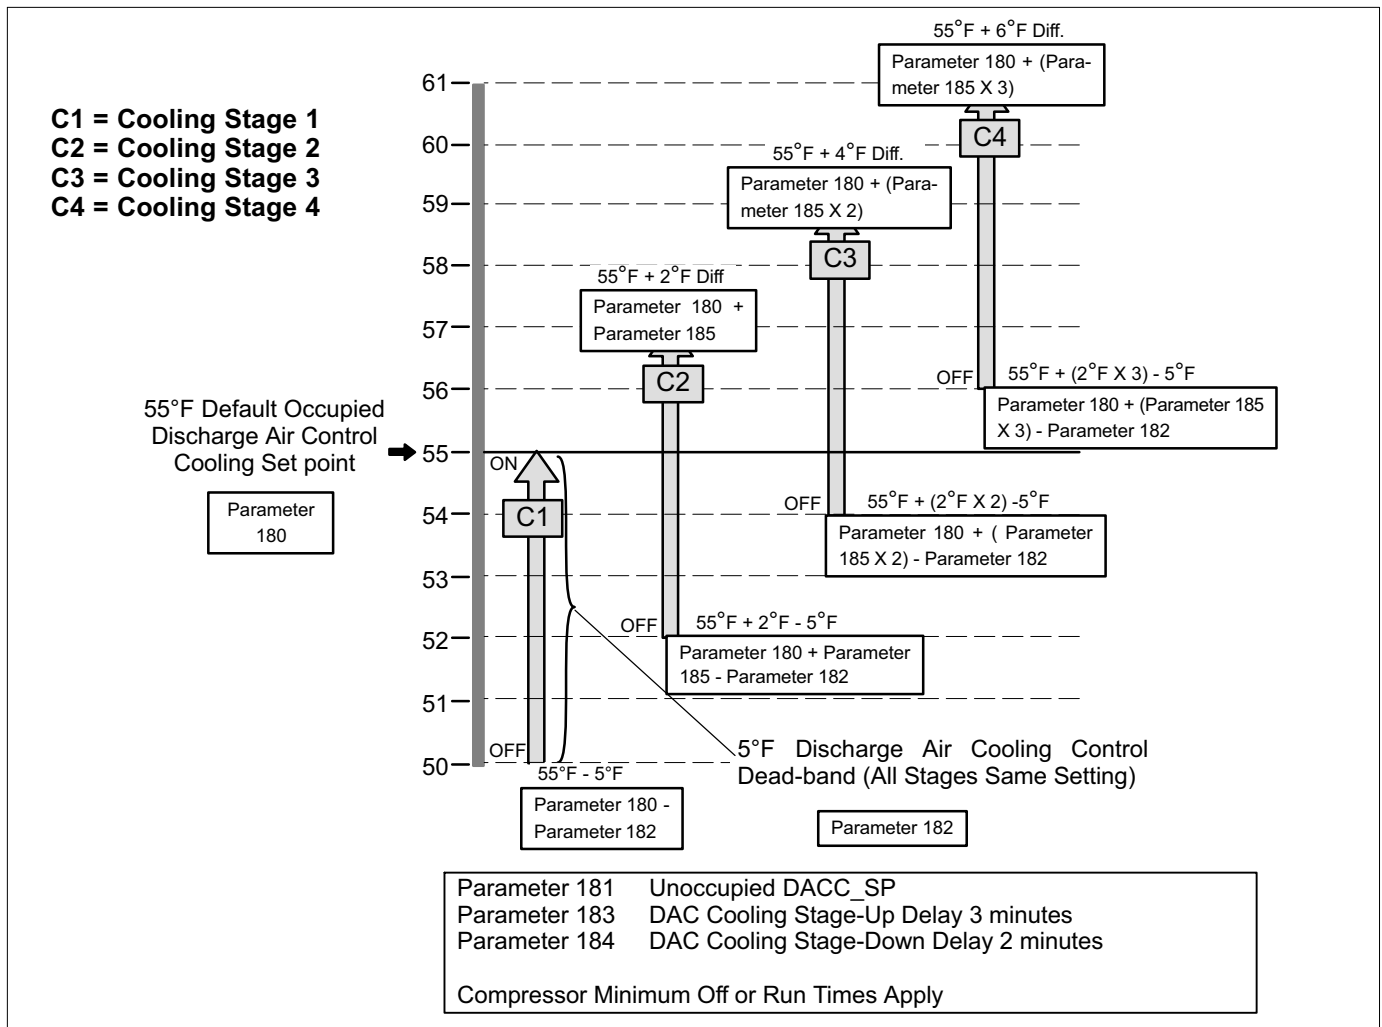 55°F + 6°F Diff.
Parameter 180 + (Para-
meter 185 X 3)
61
C1 = Cooling Stage 1
C2 = Cooling Stage 2
C3 = Cooling Stage 3
C4 = Cooling Stage 4
C4
60
55°F + 4°F Diff.
Parameter 180 + (Para-
meter 185 X 2)
59
C3
58
55°F + 2°F Diff
Parameter 180 +
Parameter 185
57
C2
56
OFF
55°F + (2°F X 3) - 5°F
Parameter 180 + (Parameter 185
X 3) - Parameter 182
55°F Default Occupied
Discharge Air Control
Cooling Set point
55
ON
Parameter
180
C1
54
OFF
55°F + (2°F X 2) -5°F
Parameter 180 + ( Parameter
185 X 2) - Parameter 182
53
52
OFF
55°F + 2°F - 5°F
Parameter 180 + Parameter
185 - Parameter 182
51
OFF
50
55°F - 5°F
Parameter 180 -
Parameter 182
5°F Discharge Air Cooling Control
Dead-band (All Stages Same Setting)
Parameter 182
Parameter 181 Unoccupied DACC_SP
Parameter 183 DAC Cooling Stage-Up Delay 3 minutes
Parameter 184 DAC Cooling Stage-Down Delay 2 minutes
Compressor Minimum Off or Run Times Apply